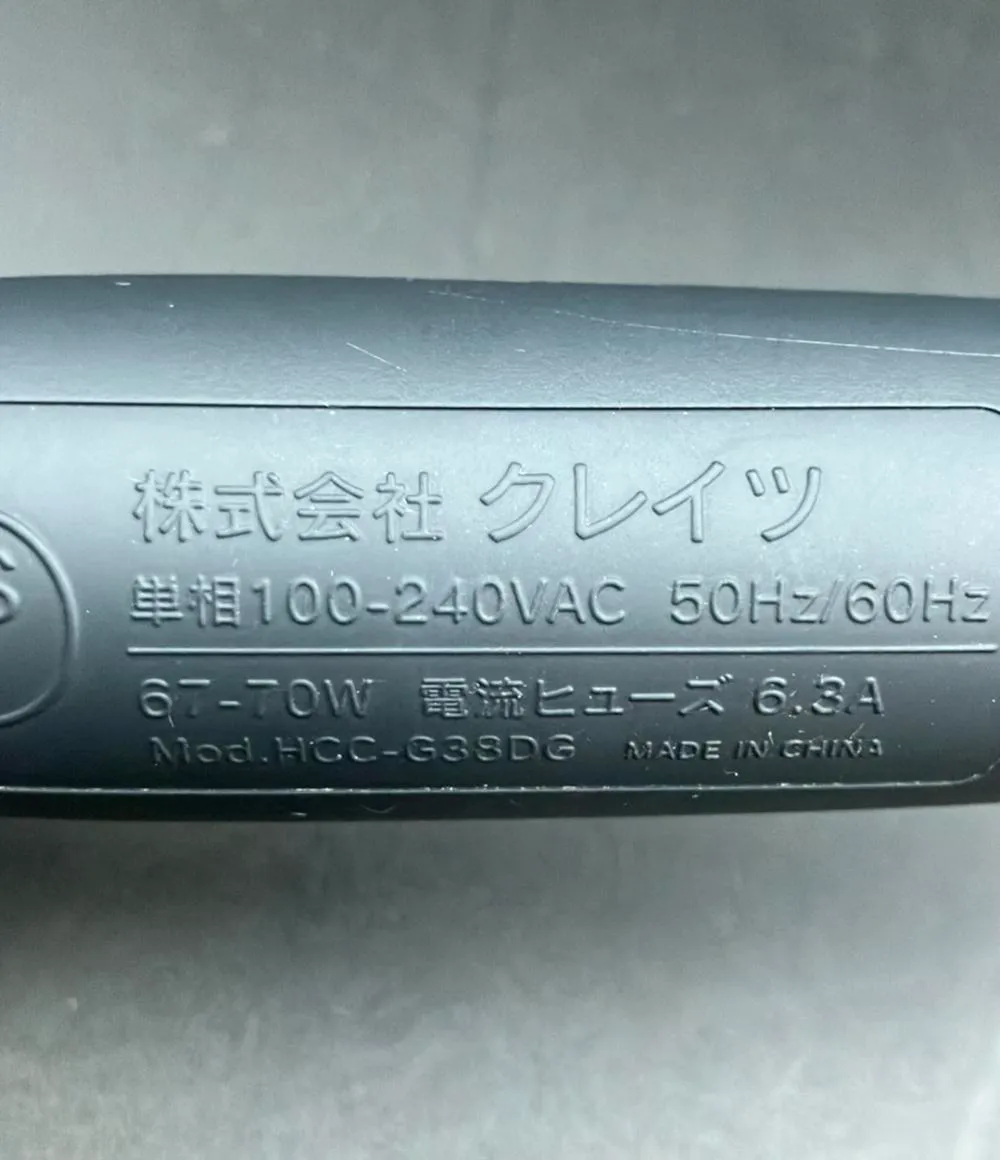 株式会社 クレイツ
単相100-240VAC 50Hz/60Hz
67-70W 電流ヒューズ 6.3A
Mod.HCC-G38DG MADE IN CHINA